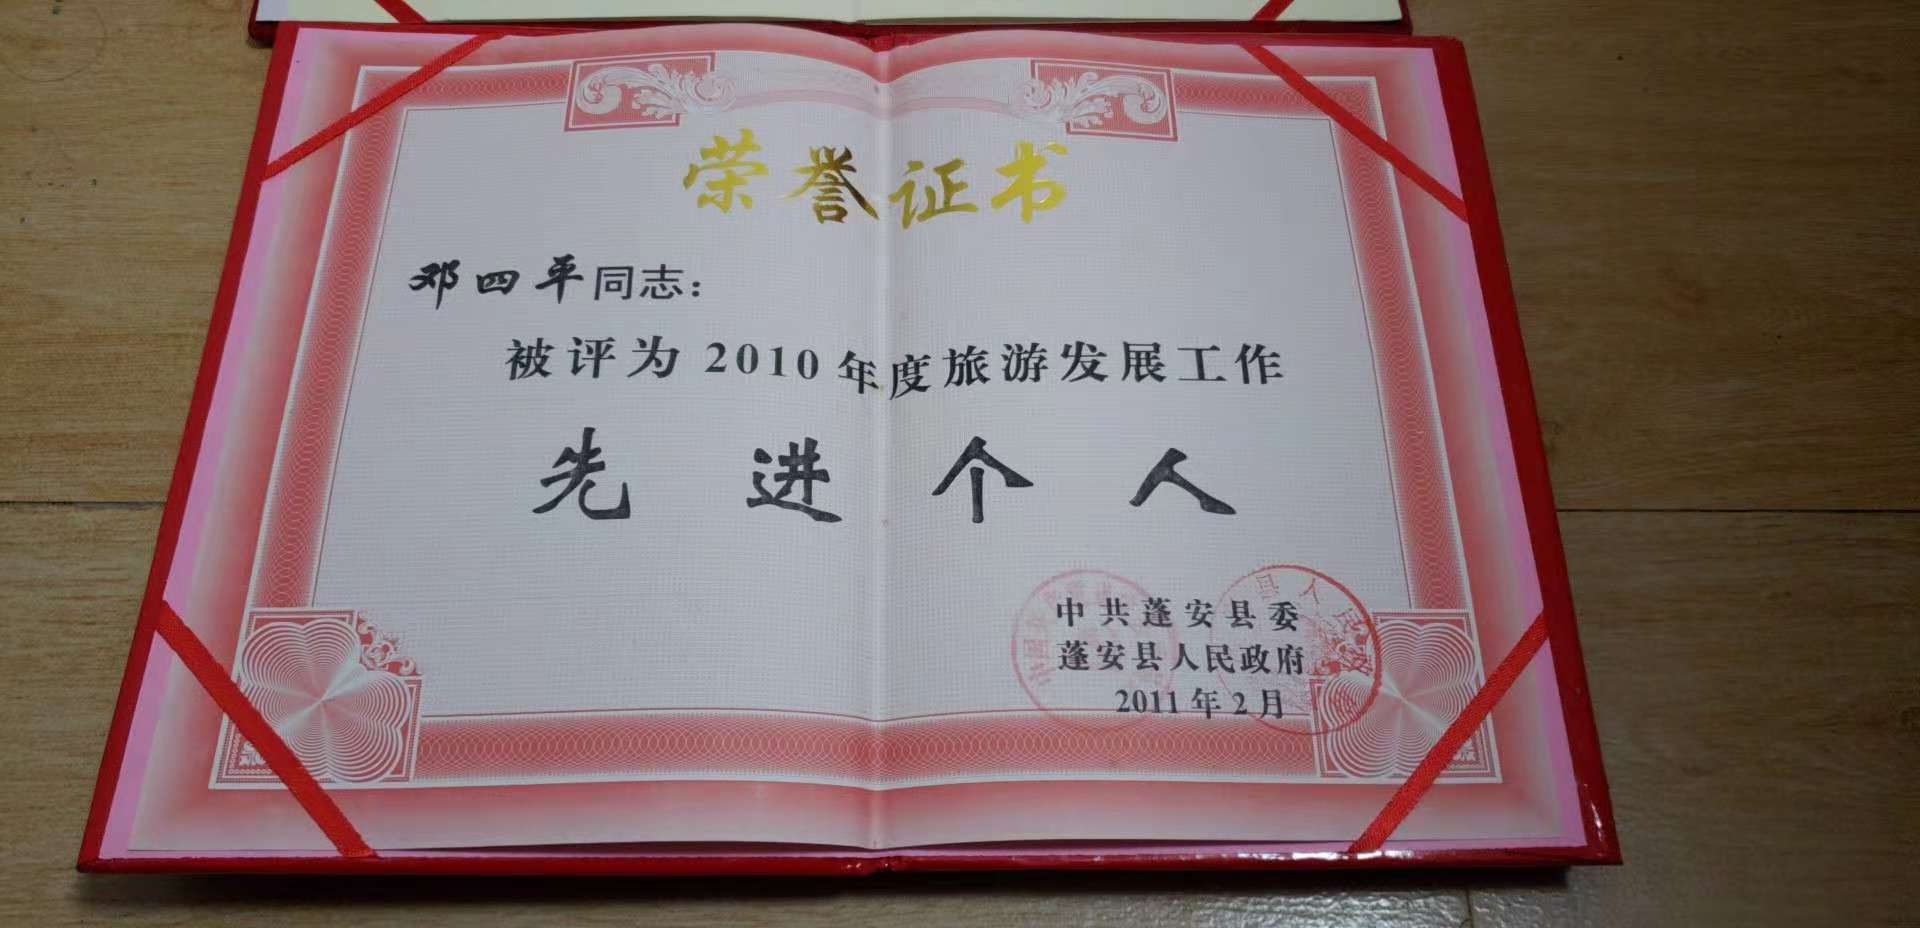 荣誉证书
邓四平同志：
被评为2010年度旅游发展工作
先进个人
中共蓬安县委
蓬安县人民政府
2011年2月